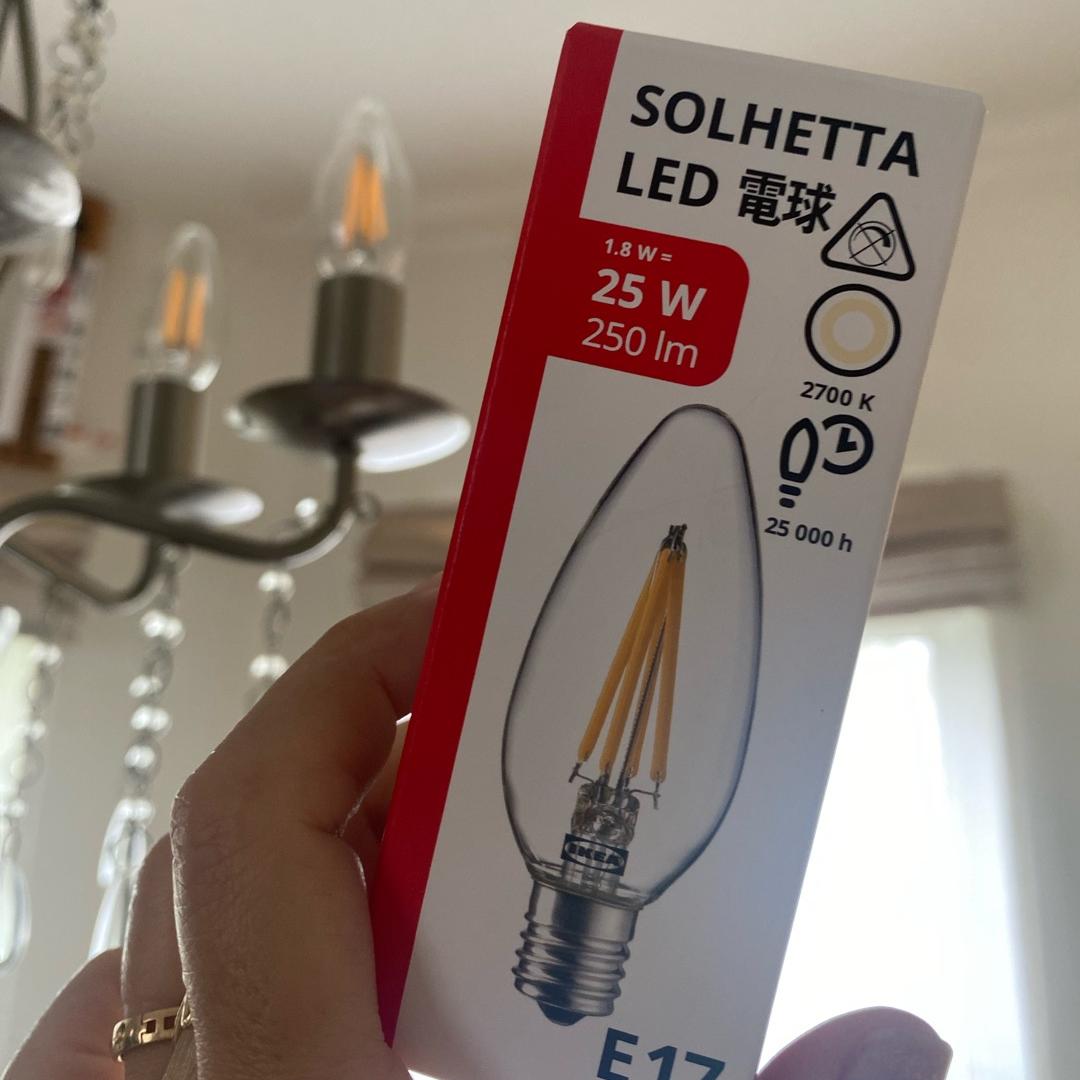 SOLHETTA
LED 電球
1.8 W =
25 W
250 lm
2700 K
25 000 h
IKEA
E17